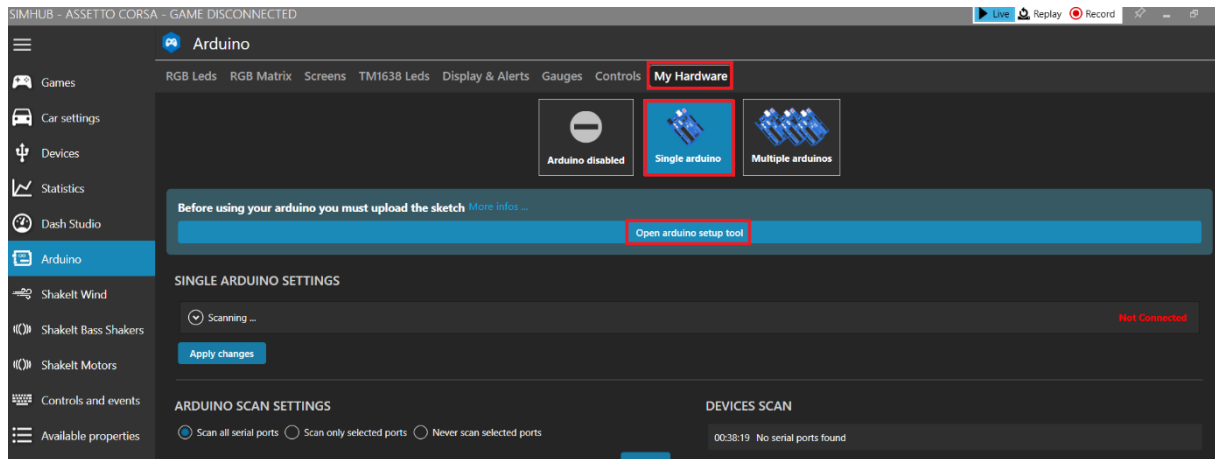 SIMHUB - ASSETTO CORSA - GAME DISCONNECTED
Live Replay Record
Arduino
Games
Car settings
Devices
Statistics
Dash Studio
Arduino
ShakeIt Wind
ShakeIt Bass Shakers
ShakeIt Motors
Controls and events
Available properties
RGB Leds RGB Matrix Screens TM1638 Leds Display & Alerts Gauges Controls My Hardware
Arduino disabled Single arduino Multiple arduinos
Before using your arduino you must upload the sketch More infos ...
Open arduino setup tool
SINGLE ARDUINO SETTINGS
Scanning ... Not Connected
Apply changes
ARDUINO SCAN SETTINGS
Scan all serial ports Scan only selected ports Never scan selected ports
DEVICES SCAN
00:38:19 No serial ports found